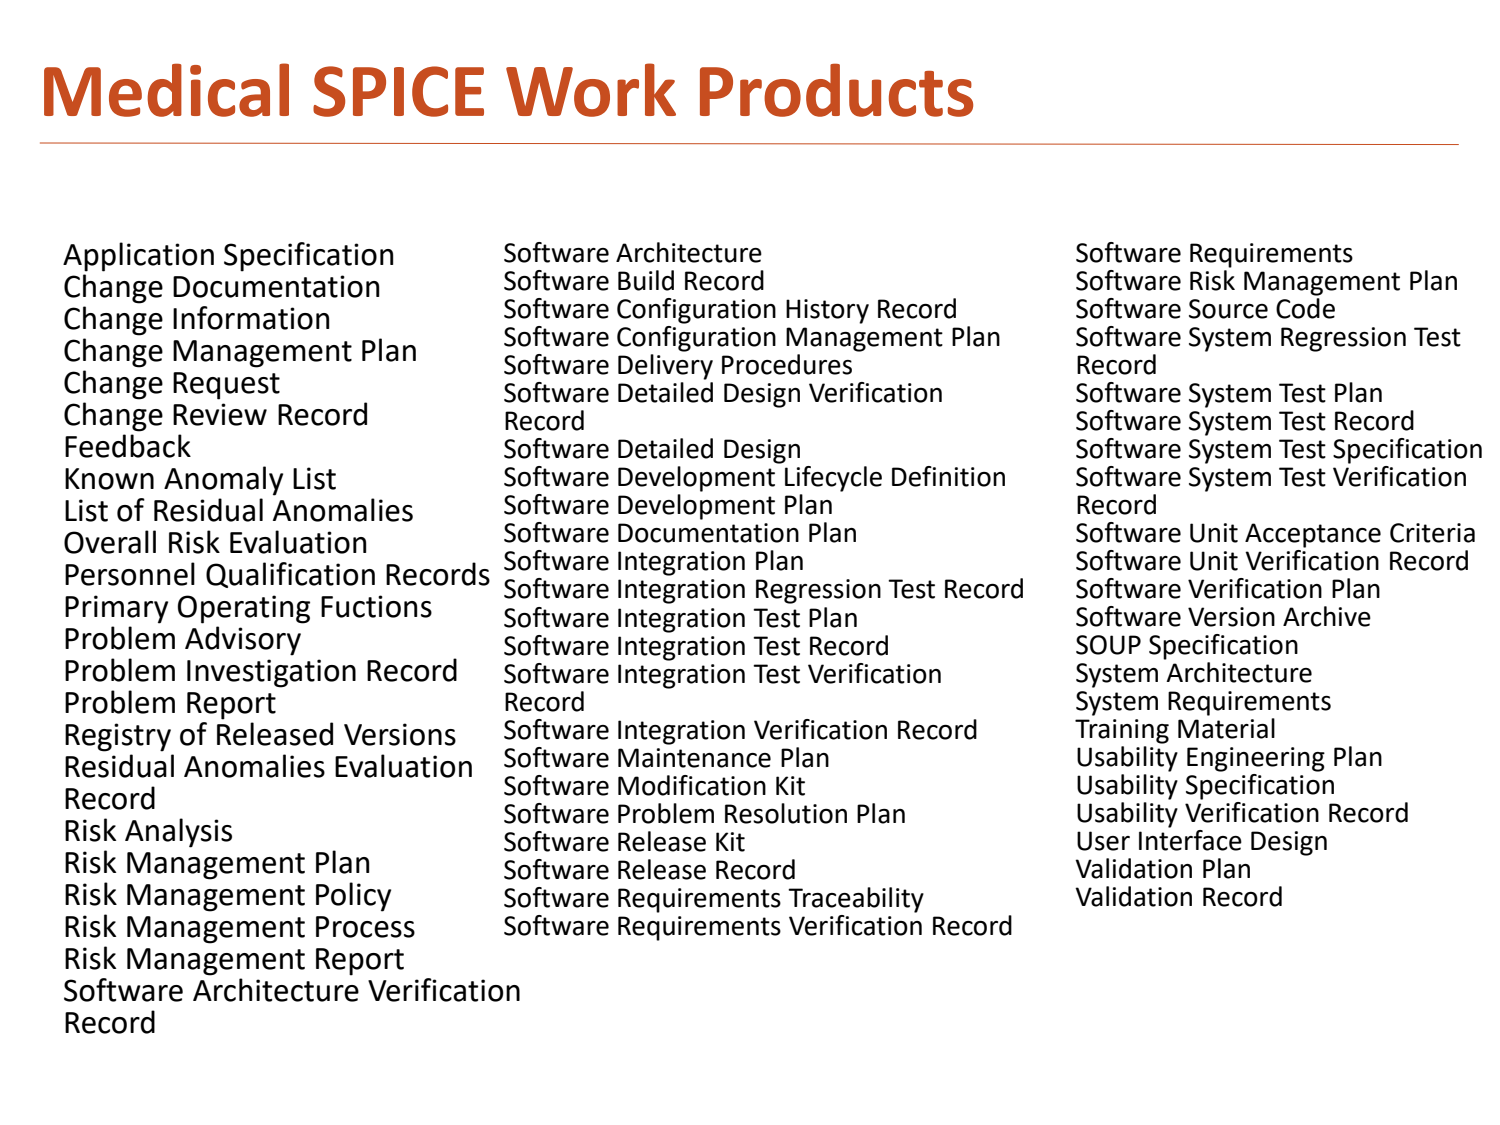 Medical SPICE Work Products
Application Specification
Change Documentation
Change Information
Change Management Plan
Change Request
Change Review Record
Feedback
Known Anomaly List
List of Residual Anomalies
Overall Risk Evaluation
Personnel Qualification Records
Primary Operating Fuctions
Problem Advisory
Problem Investigation Record
Problem Report
Registry of Released Versions
Residual Anomalies Evaluation
Record
Risk Analysis
Risk Management Plan
Risk Management Policy
Risk Management Process
Risk Management Report
Software Architecture Verification
Record
Software Architecture
Software Build Record
Software Configuration History Record
Software Configuration Management Plan
Software Delivery Procedures
Software Detailed Design Verification
Record
Software Detailed Design
Software Development Lifecycle Definition
Software Development Plan
Software Documentation Plan
Software Integration Plan
Software Integration Regression Test Record
Software Integration Test Plan
Software Integration Test Record
Software Integration Test Verification
Record
Software Integration Verification Record
Software Maintenance Plan
Software Modification Kit
Software Problem Resolution Plan
Software Release Kit
Software Release Record
Software Requirements Traceability
Software Requirements Verification Record
Software Requirements
Software Risk Management Plan
Software Source Code
Software System Regression Test
Record
Software System Test Plan
Software System Test Record
Software System Test Specification
Software System Test Verification
Record
Software Unit Acceptance Criteria
Software Unit Verification Record
Software Verification Plan
Software Version Archive
SOUP Specification
System Architecture
System Requirements
Training Material
Usability Engineering Plan
Usability Specification
Usability Verification Record
User Interface Design
Validation Plan
Validation Record